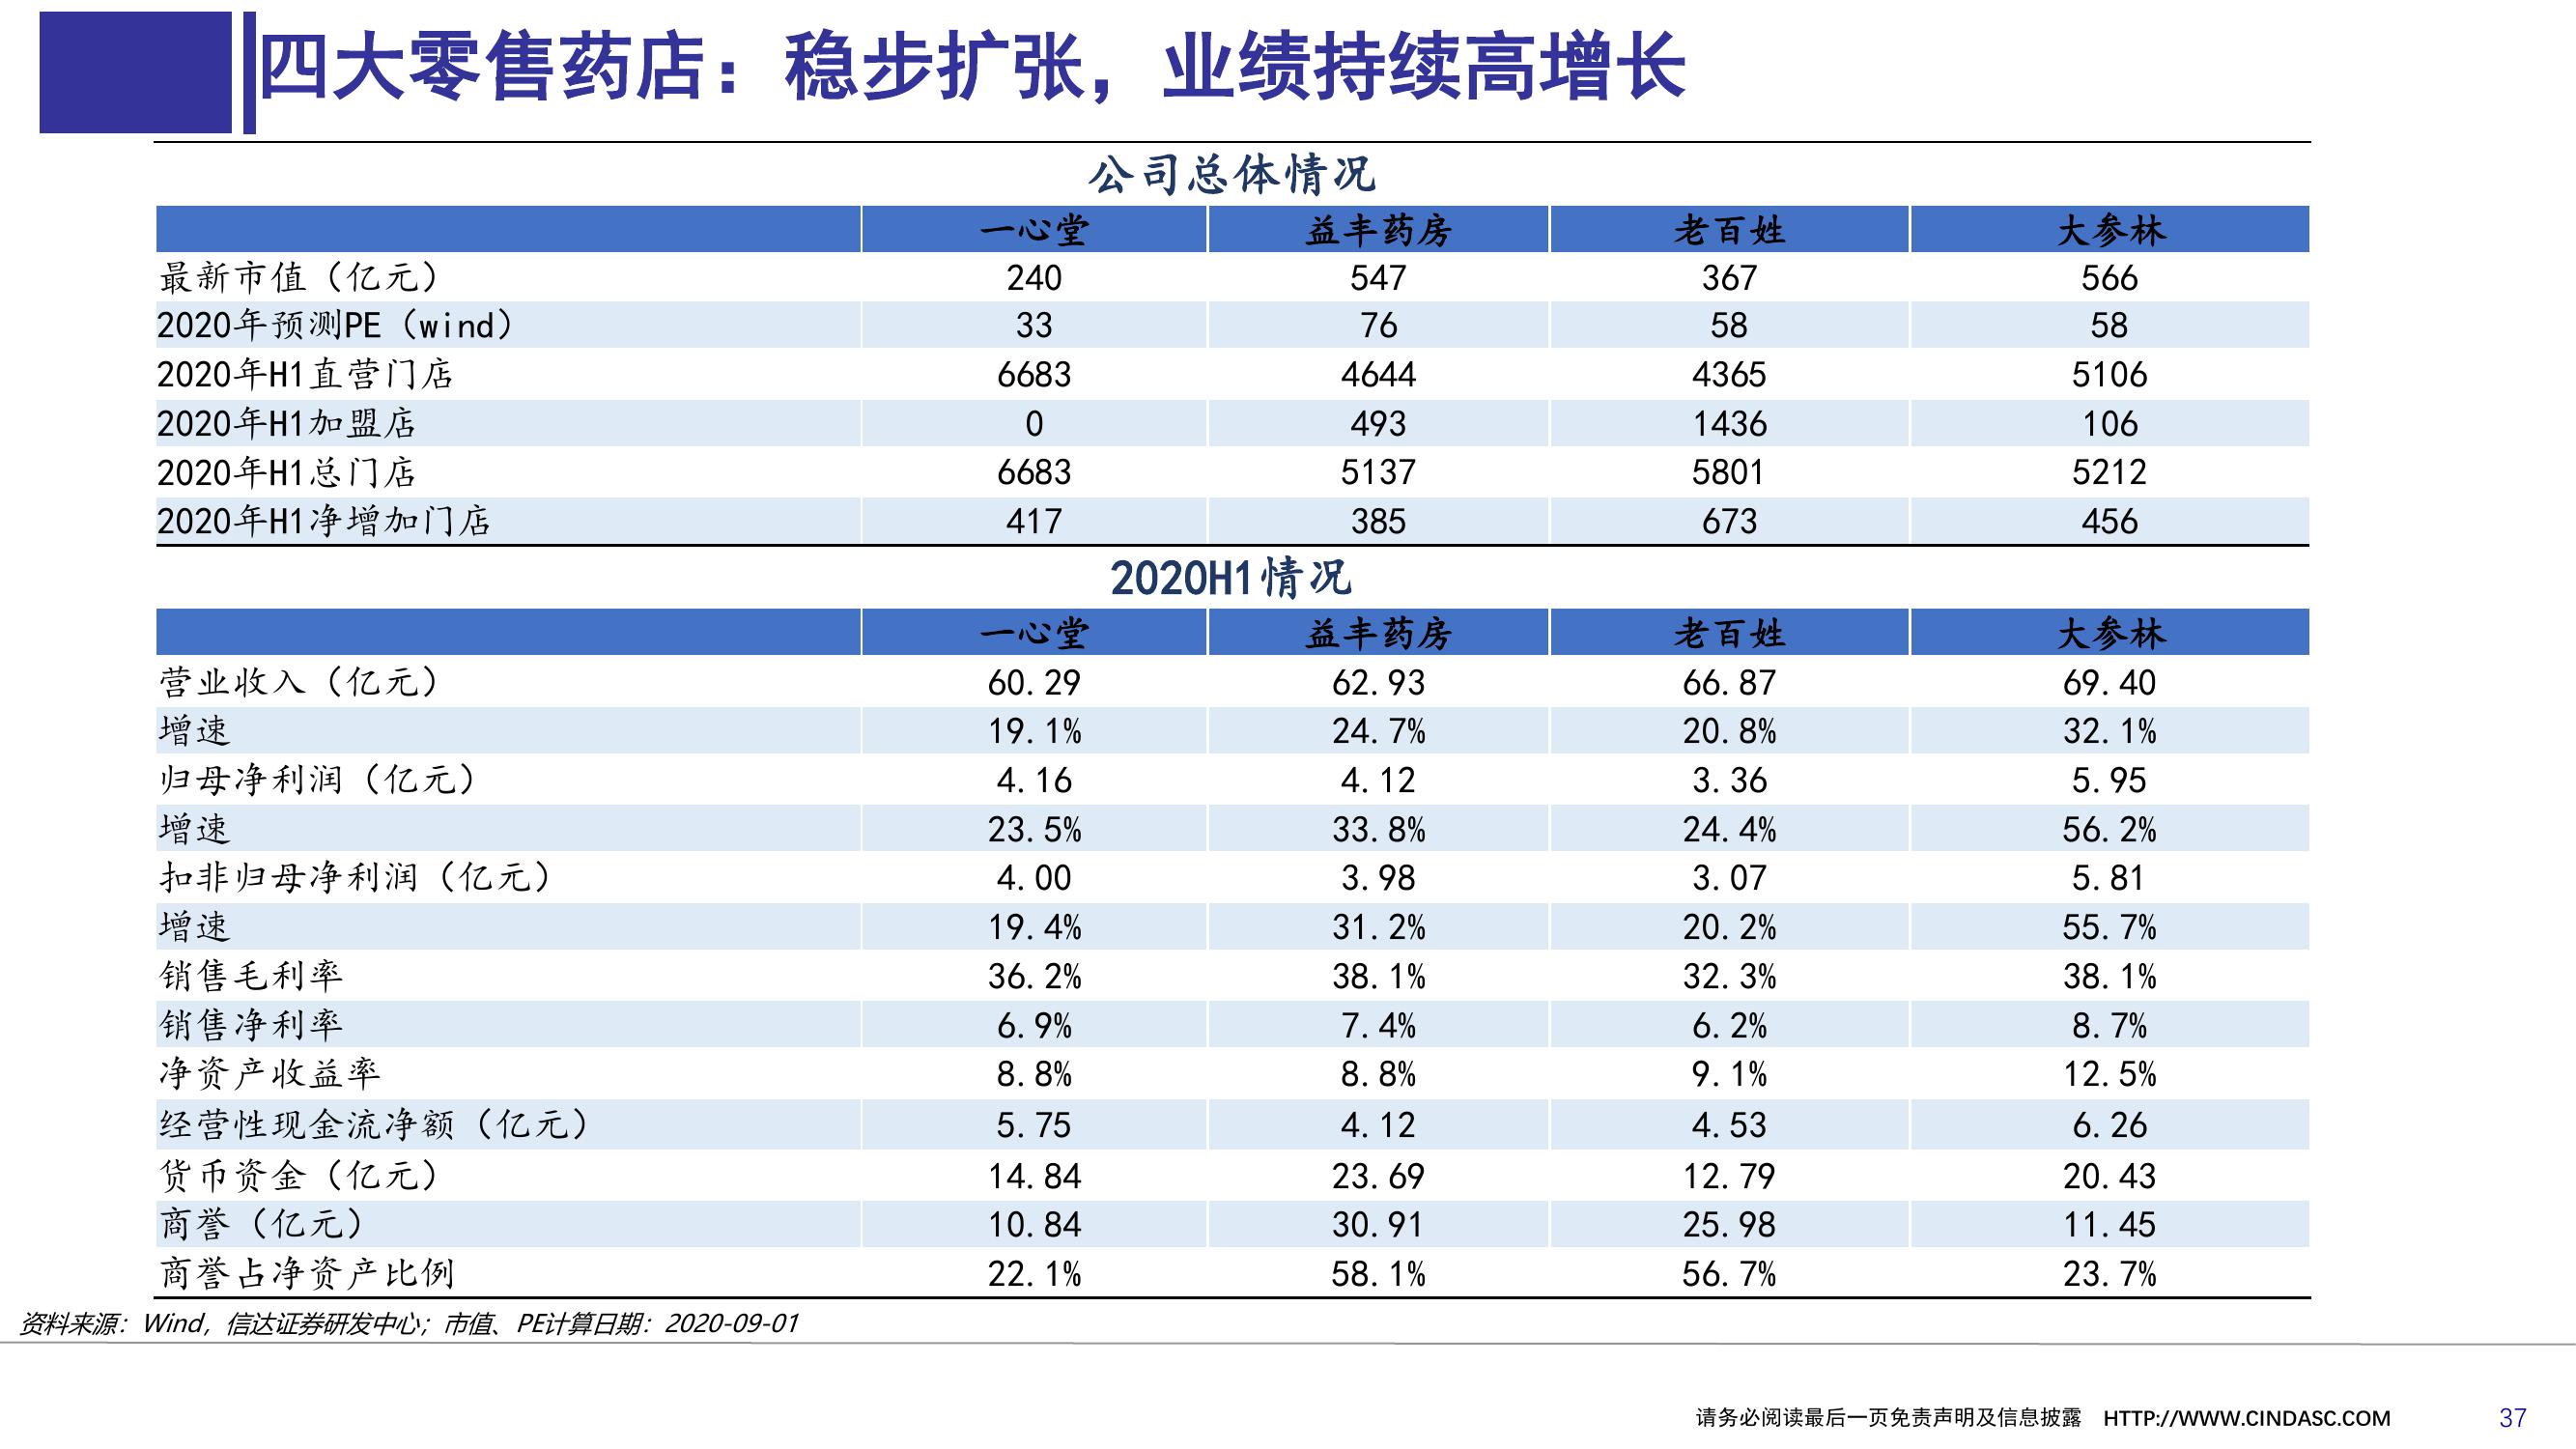 四大零售药店：稳步扩张，业绩持续高增长
公司总体情况
一心堂 益丰药房 老百姓 大参林
最新市值（亿元） 240 547 367 566
2020年预测PE（wind） 33 76 58 58
2020年H1直营门店 6683 4644 4365 5106
2020年H1加盟店 0 493 1436 106
2020年H1总门店 6683 5137 5801 5212
2020年H1净增加门店 417 385 673 456
2020H1情况
一心堂 益丰药房 老百姓 大参林
营业收入（亿元） 60.29 62.93 66.87 69.40
增速 19.1% 24.7% 20.8% 32.1%
归母净利润（亿元） 4.16 4.12 3.36 5.95
增速 23.5% 33.8% 24.4% 56.2%
扣非归母净利润（亿元） 4.00 3.98 3.07 5.81
增速 19.4% 31.2% 20.2% 55.7%
销售毛利率 36.2% 38.1% 32.3% 38.1%
销售净利率 6.9% 7.4% 6.2% 8.7%
净资产收益率 8.8% 8.8% 9.1% 12.5%
经营性现金流净额（亿元） 5.75 4.12 4.53 6.26
货币资金（亿元） 14.84 23.69 12.79 20.43
商誉（亿元） 10.84 30.91 25.98 11.45
商誉占净资产比例 22.1% 58.1% 56.7% 23.7%
资料来源：Wind，信达证券研发中心；市值、PE计算日期：2020-09-01
请务必阅读最后一页免责声明及信息披露 HTTP://WWW.CINDASC.COM 37